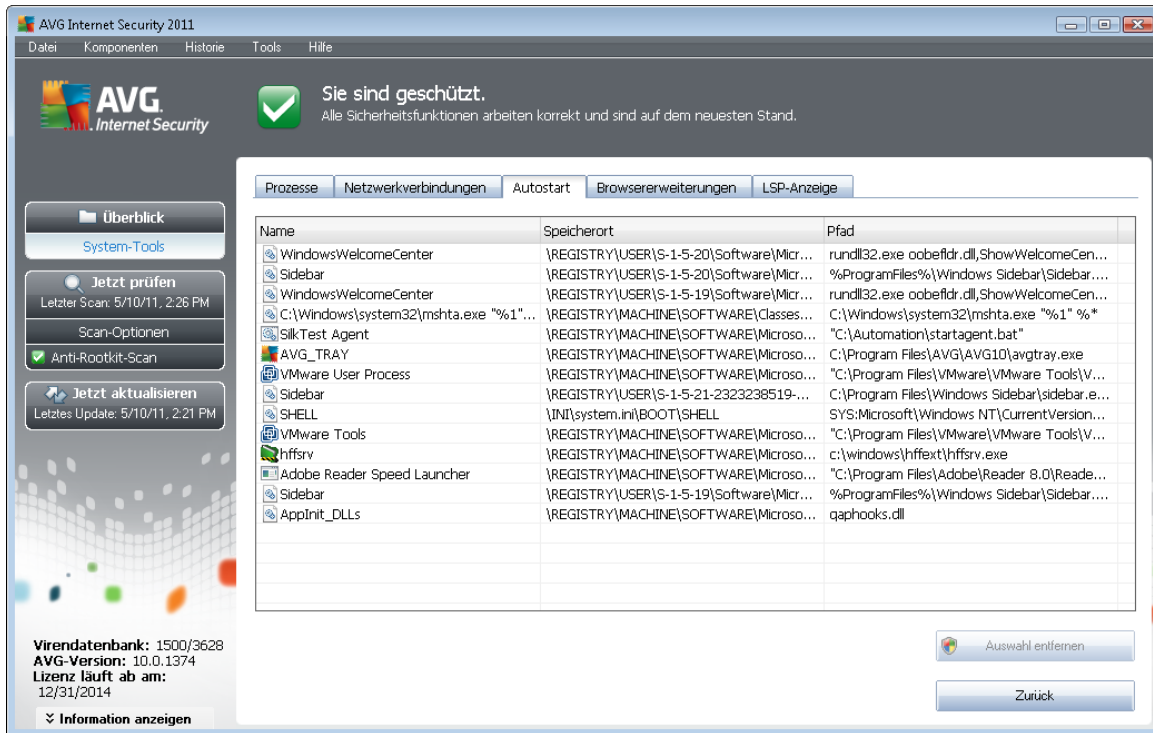 AVG Internet Security 2011
Datei Komponenten Historie Tools Hilfe
AVG.
Internet Security
Sie sind geschützt.
Alle Sicherheitsfunktionen arbeiten korrekt und sind auf dem neuesten Stand.
Überblick
System-Tools
Jetzt prüfen
Letzter Scan: 5/10/11, 2:26 PM
Scan-Optionen
Anti-Rootkit-Scan
Jetzt aktualisieren
Letztes Update: 5/10/11, 2:21 PM
Virendatenbank: 1500/3628
AVG-Version: 10.0.1374
Lizenz läuft ab am:
12/31/2014
Information anzeigen
Prozesse Netzwerkverbindungen Autostart Browsererweiterungen LSP-Anzeige
Name Speicherort Pfad
WindowsWelcomeCenter \REGISTRY\USER\S-1-5-20\Software\Micr... rundll32.exe oobefldr.dll,ShowWelcomeCen...
Sidebar \REGISTRY\USER\S-1-5-20\Software\Micr... %ProgramFiles%\Windows Sidebar\Sidebar....
WindowsWelcomeCenter \REGISTRY\USER\S-1-5-19\Software\Micr... rundll32.exe oobefldr.dll,ShowWelcomeCen...
C:\Windows\system32\mshta.exe "%1"... \REGISTRY\MACHINE\SOFTWARE\Classes... C:\Windows\system32\mshta.exe "%1" %*
SilkTest Agent \REGISTRY\MACHINE\SOFTWARE\Microso... "C:\Automation\startagent.bat"
AVG_TRAY \REGISTRY\MACHINE\SOFTWARE\Microso... C:\Program Files\AVG\AVG10\avgtray.exe
VMware User Process \REGISTRY\MACHINE\SOFTWARE\Microso... "C:\Program Files\VMware\VMware Tools\V...
Sidebar \REGISTRY\USER\S-1-5-21-2323238519-... C:\Program Files\Windows Sidebar\sidebar.e...
SHELL \INI\system.ini\BOOT\SHELL SYS:Microsoft\Windows NT\CurrentVersion...
VMware Tools \REGISTRY\MACHINE\SOFTWARE\Microso... "C:\Program Files\VMware\VMware Tools\V...
hffsrv \REGISTRY\MACHINE\SOFTWARE\Microso... c:\windows\hffext\hffsrv.exe
Adobe Reader Speed Launcher \REGISTRY\MACHINE\SOFTWARE\Microso... "C:\Program Files\Adobe\Reader 8.0\Reade...
Sidebar \REGISTRY\USER\S-1-5-19\Software\Micr... %ProgramFiles%\Windows Sidebar\Sidebar....
AppInit_DLLs \REGISTRY\MACHINE\SOFTWARE\Microso... qaphooks.dll
Auswahl entfernen
Zurück